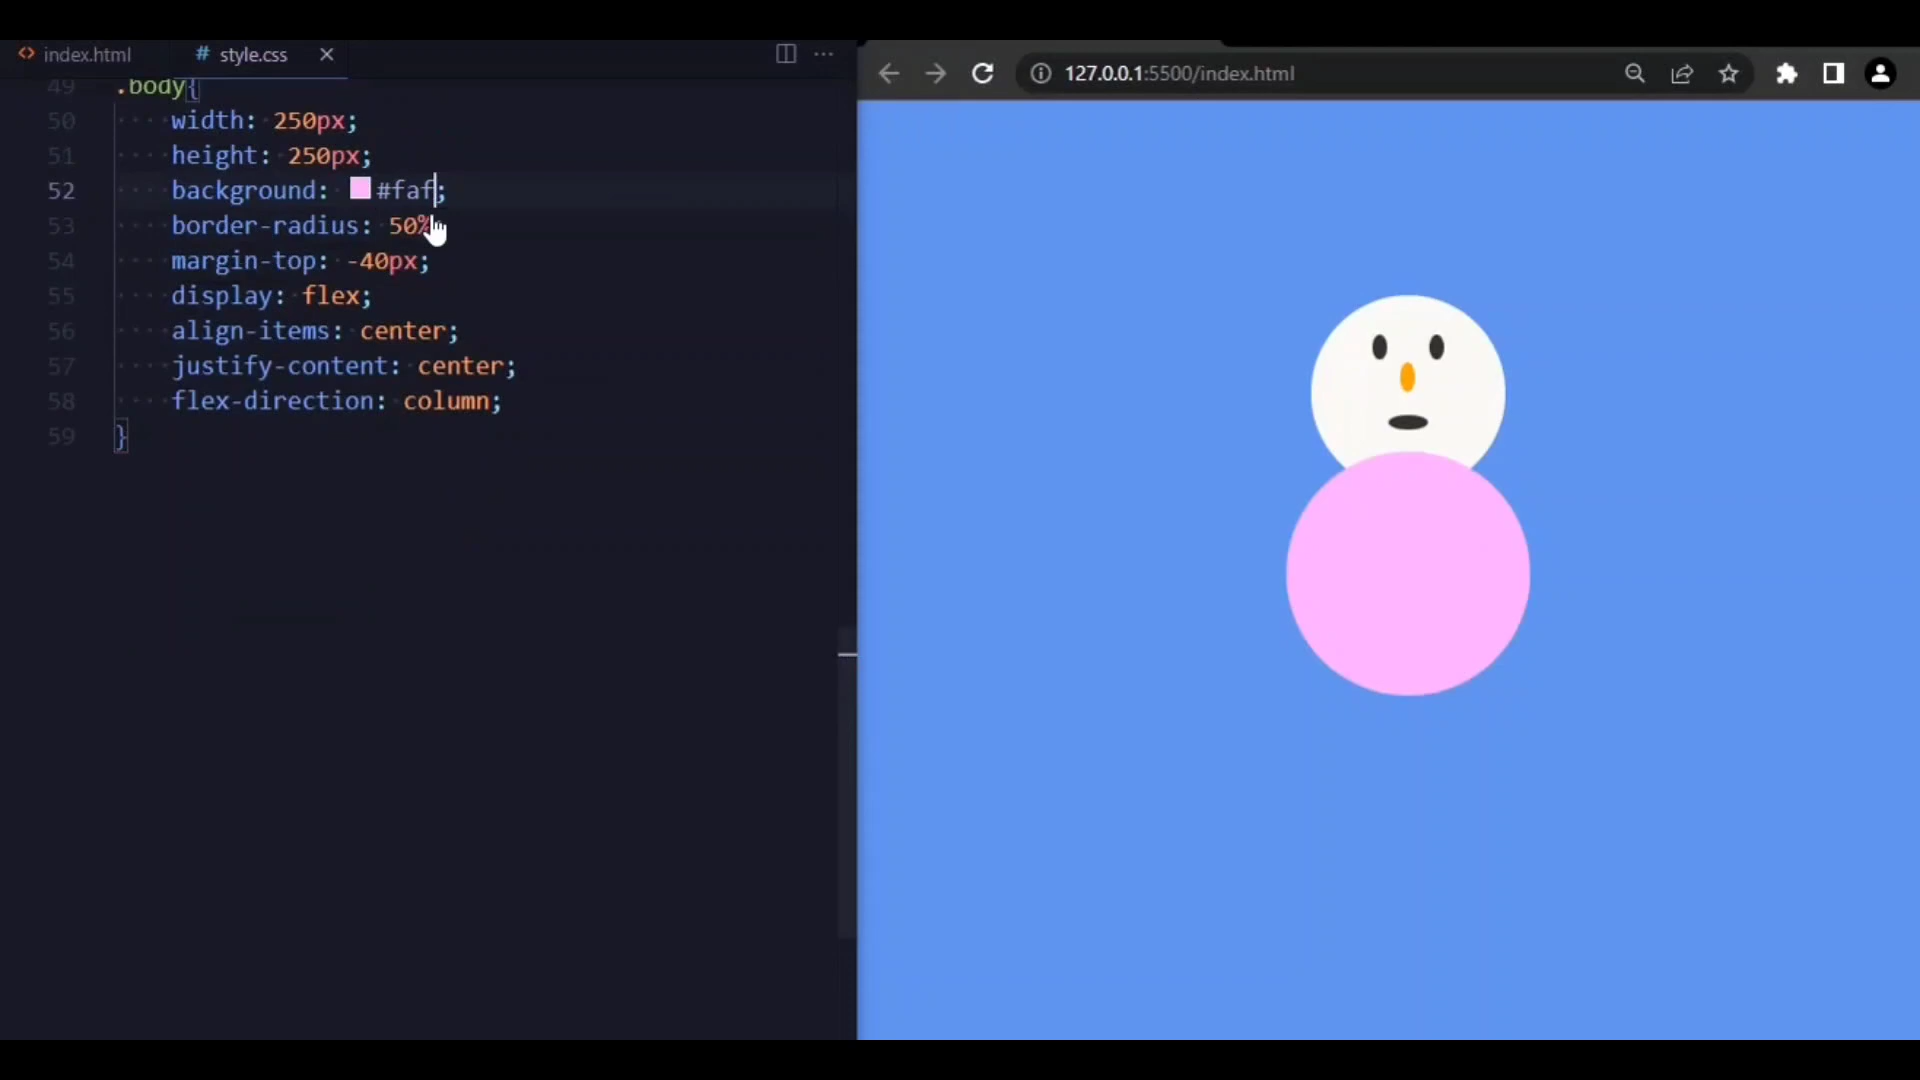 index.html
style.css
127.0.0.1:5500/index.html
49 .body{
50 width: 250px;
51 height: 250px;
52 background: #faf;
53 border-radius: 50%
54 margin-top: -40px;
55 display: flex;
56 align-items: center;
57 justify-content: center;
58 flex-direction: column;
59 }